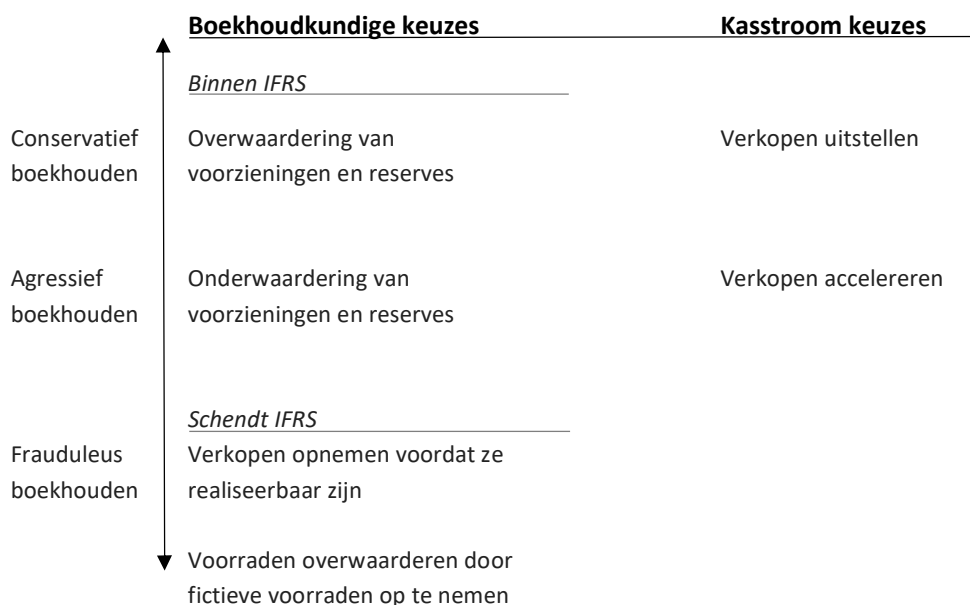 Boekhoudkundige keuzes Kasstroom keuzes
Binnen IFRS
Conservatief Overwaardering van Verkopen uitstellen
boekhouden voorzieningen en reserves
Agressief Onderwaardering van Verkopen accelereren
boekhouden voorzieningen en reserves
Schendt IFRS
Frauduleus Verkopen opnemen voordat ze
boekhouden realiseerbaar zijn
Voorraden overwaarderen door
fictieve voorraden op te nemen